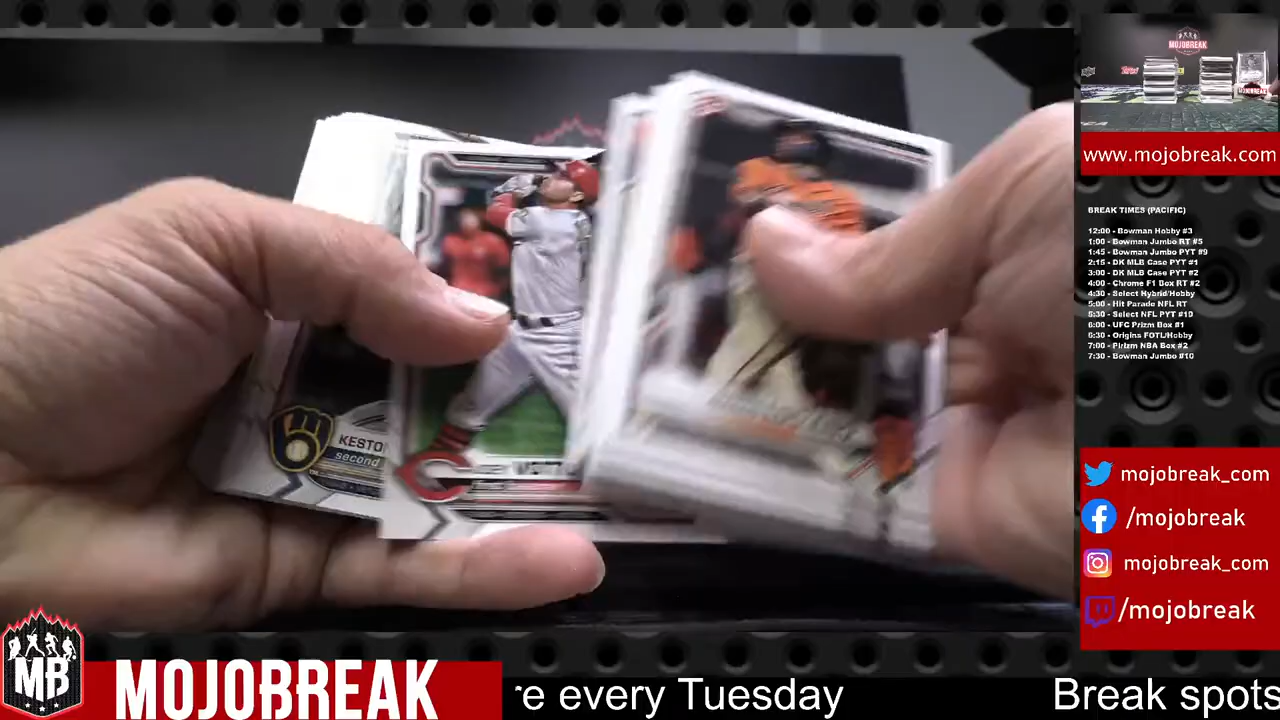 KESTO
second
C
VOTT
MOJOBREAK
www.mojobreak.com
BREAK TIMES (PACIFIC)
12:00 - Bowman Hobby #3
1:00 - Bowman Jumbo RT #5
1:45 - Bowman Jumbo PYT #9
2:15 - DK MLB Case PYT #1
3:00 - DK MLB Case PYT #2
4:00 - Chrome F1 Box RT #2
4:30 - Select Hybrid/Hobby
5:00 - Hit Parade NFL RT
5:30 - Select NFL PYT #10
6:00 - UFC Prizm Box #1
6:30 - Origins FOTL/Hobby
7:00 - Prizm NBA Box #2
7:30 - Bowman Jumbo #10
mojobreak_com
/mojobreak
mojobreak_com
/mojobreak
MB
MOJOBREAK
e every Tuesday
Break spots